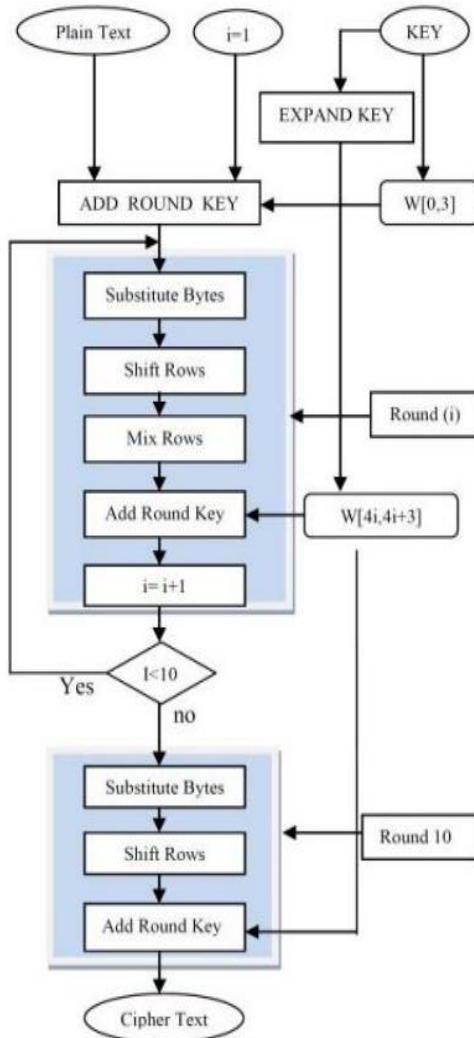 Plain Text
i=1
KEY
EXPAND KEY
ADD ROUND KEY
W[0,3]
Substitute Bytes
Shift Rows
Round (i)
Mix Rows
Add Round Key
W[4i,4i+3]
i= i+1
I<10
Yes
no
Substitute Bytes
Round 10
Shift Rows
Add Round Key
Cipher Text